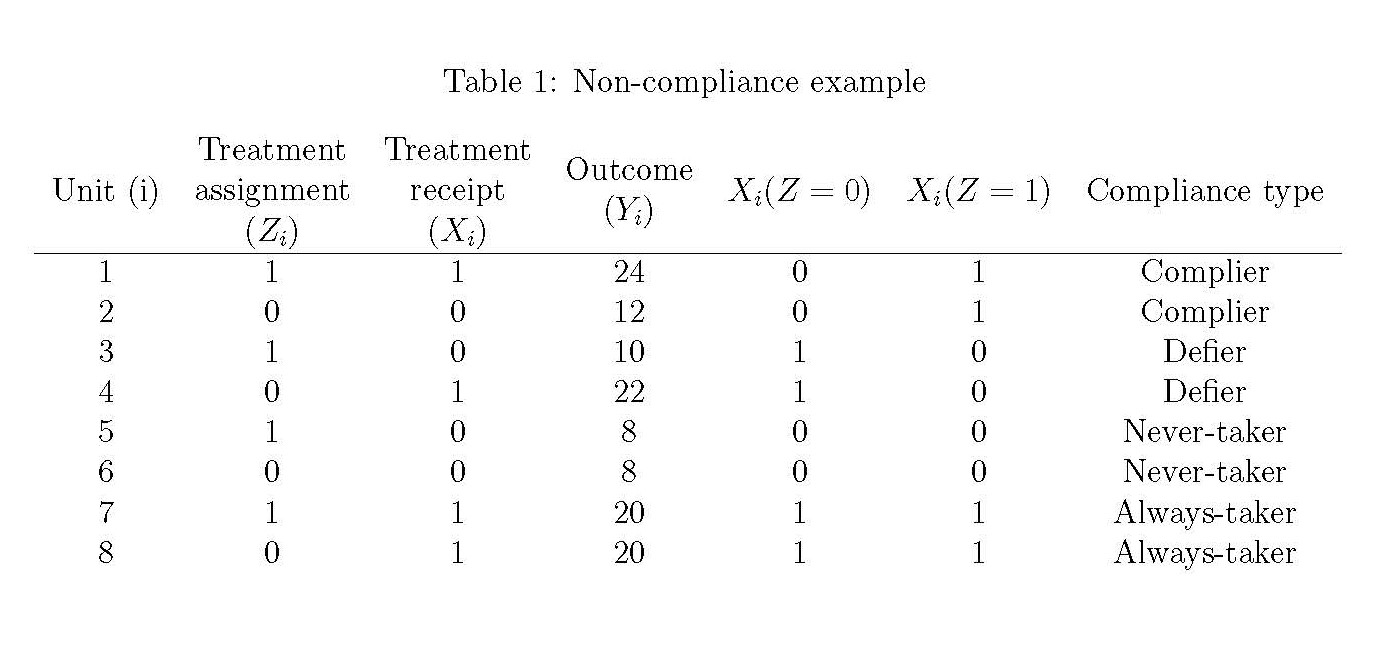 Table 1: Non-compliance example
Unit (i) Treatment assignment (Z_i) Treatment receipt (X_i) Outcome (Y_i) X_i(Z = 0) X_i(Z = 1) Compliance type
1 1 1 24 0 1 Complier
2 0 0 12 0 1 Complier
3 1 0 10 1 0 Defier
4 0 1 22 1 0 Defier
5 1 0 8 0 0 Never-taker
6 0 0 8 0 0 Never-taker
7 1 1 20 1 1 Always-taker
8 0 1 20 1 1 Always-taker